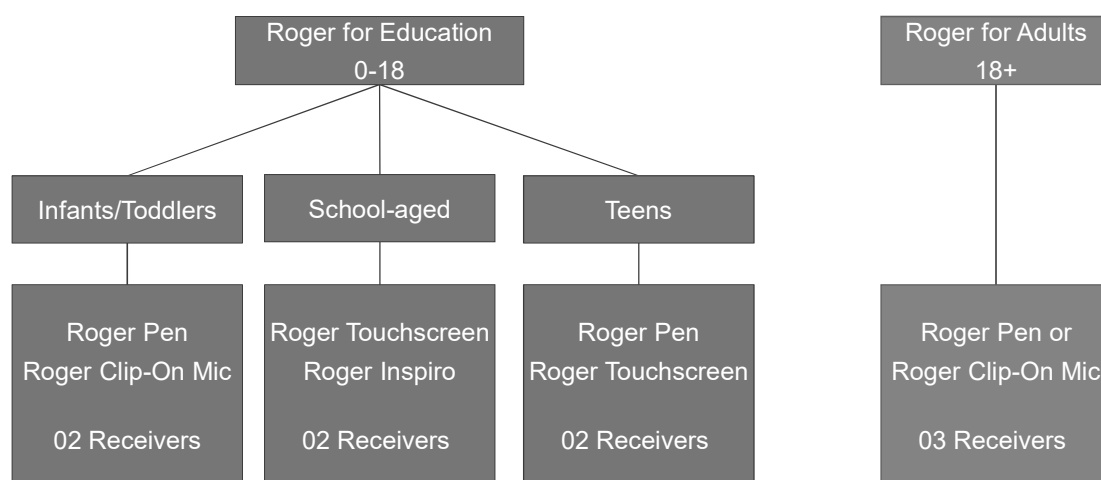 Roger for Education
0-18
Roger for Adults
18+
Infants/Toddlers
School-aged
Teens
Roger Pen
Roger Clip-On Mic
02 Receivers
Roger Touchscreen
Roger Inspiro
02 Receivers
Roger Pen
Roger Touchscreen
02 Receivers
Roger Pen or
Roger Clip-On Mic
03 Receivers